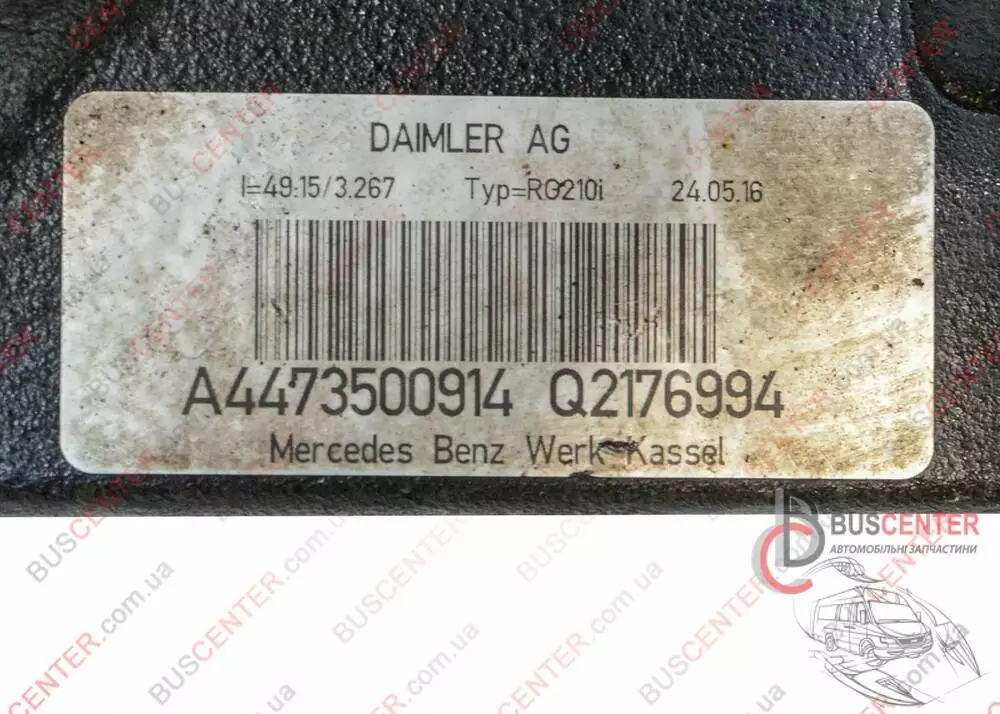 DAIMLER AG
I=49:15/3.267 Typ=RG210i 24.05.16
A4473500914 Q2176994
Mercedes Benz Werk Kassel
BUSCENTER
АВТОМОБІЛЬНІ ЗАПЧАСТИНИ
BUSCENTER.com.ua